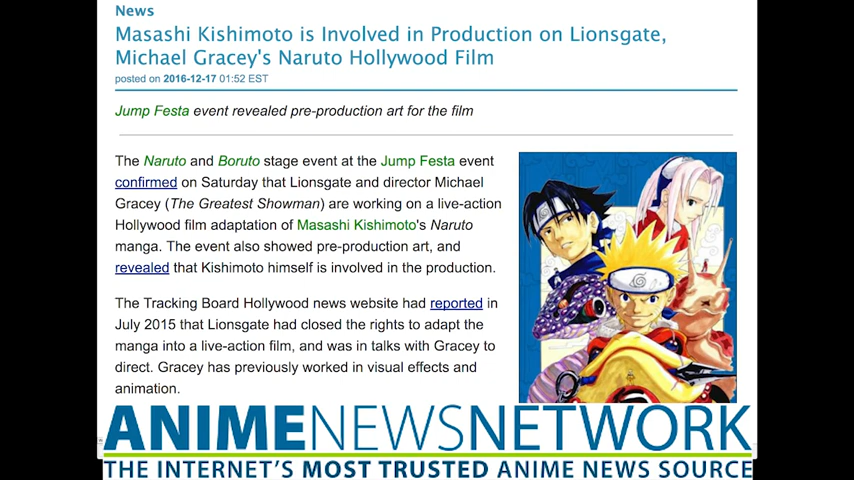 News
Masashi Kishimoto is Involved in Production on Lionsgate,
Michael Gracey's Naruto Hollywood Film
posted on 2016-12-17 01:52 EST
Jump Festa event revealed pre-production art for the film
The Naruto and Boruto stage event at the Jump Festa event
confirmed on Saturday that Lionsgate and director Michael
Gracey (The Greatest Showman) are working on a live-action
Hollywood film adaptation of Masashi Kishimoto's Naruto
manga. The event also showed pre-production art, and
revealed that Kishimoto himself is involved in the production.
The Tracking Board Hollywood news website had reported in
July 2015 that Lionsgate had closed the rights to adapt the
manga into a live-action film, and was in talks with Gracey to
direct. Gracey has previously worked in visual effects and
animation.
ANIMENEWSNETWORK
THE INTERNET'S MOST TRUSTED ANIME NEWS SOURCE